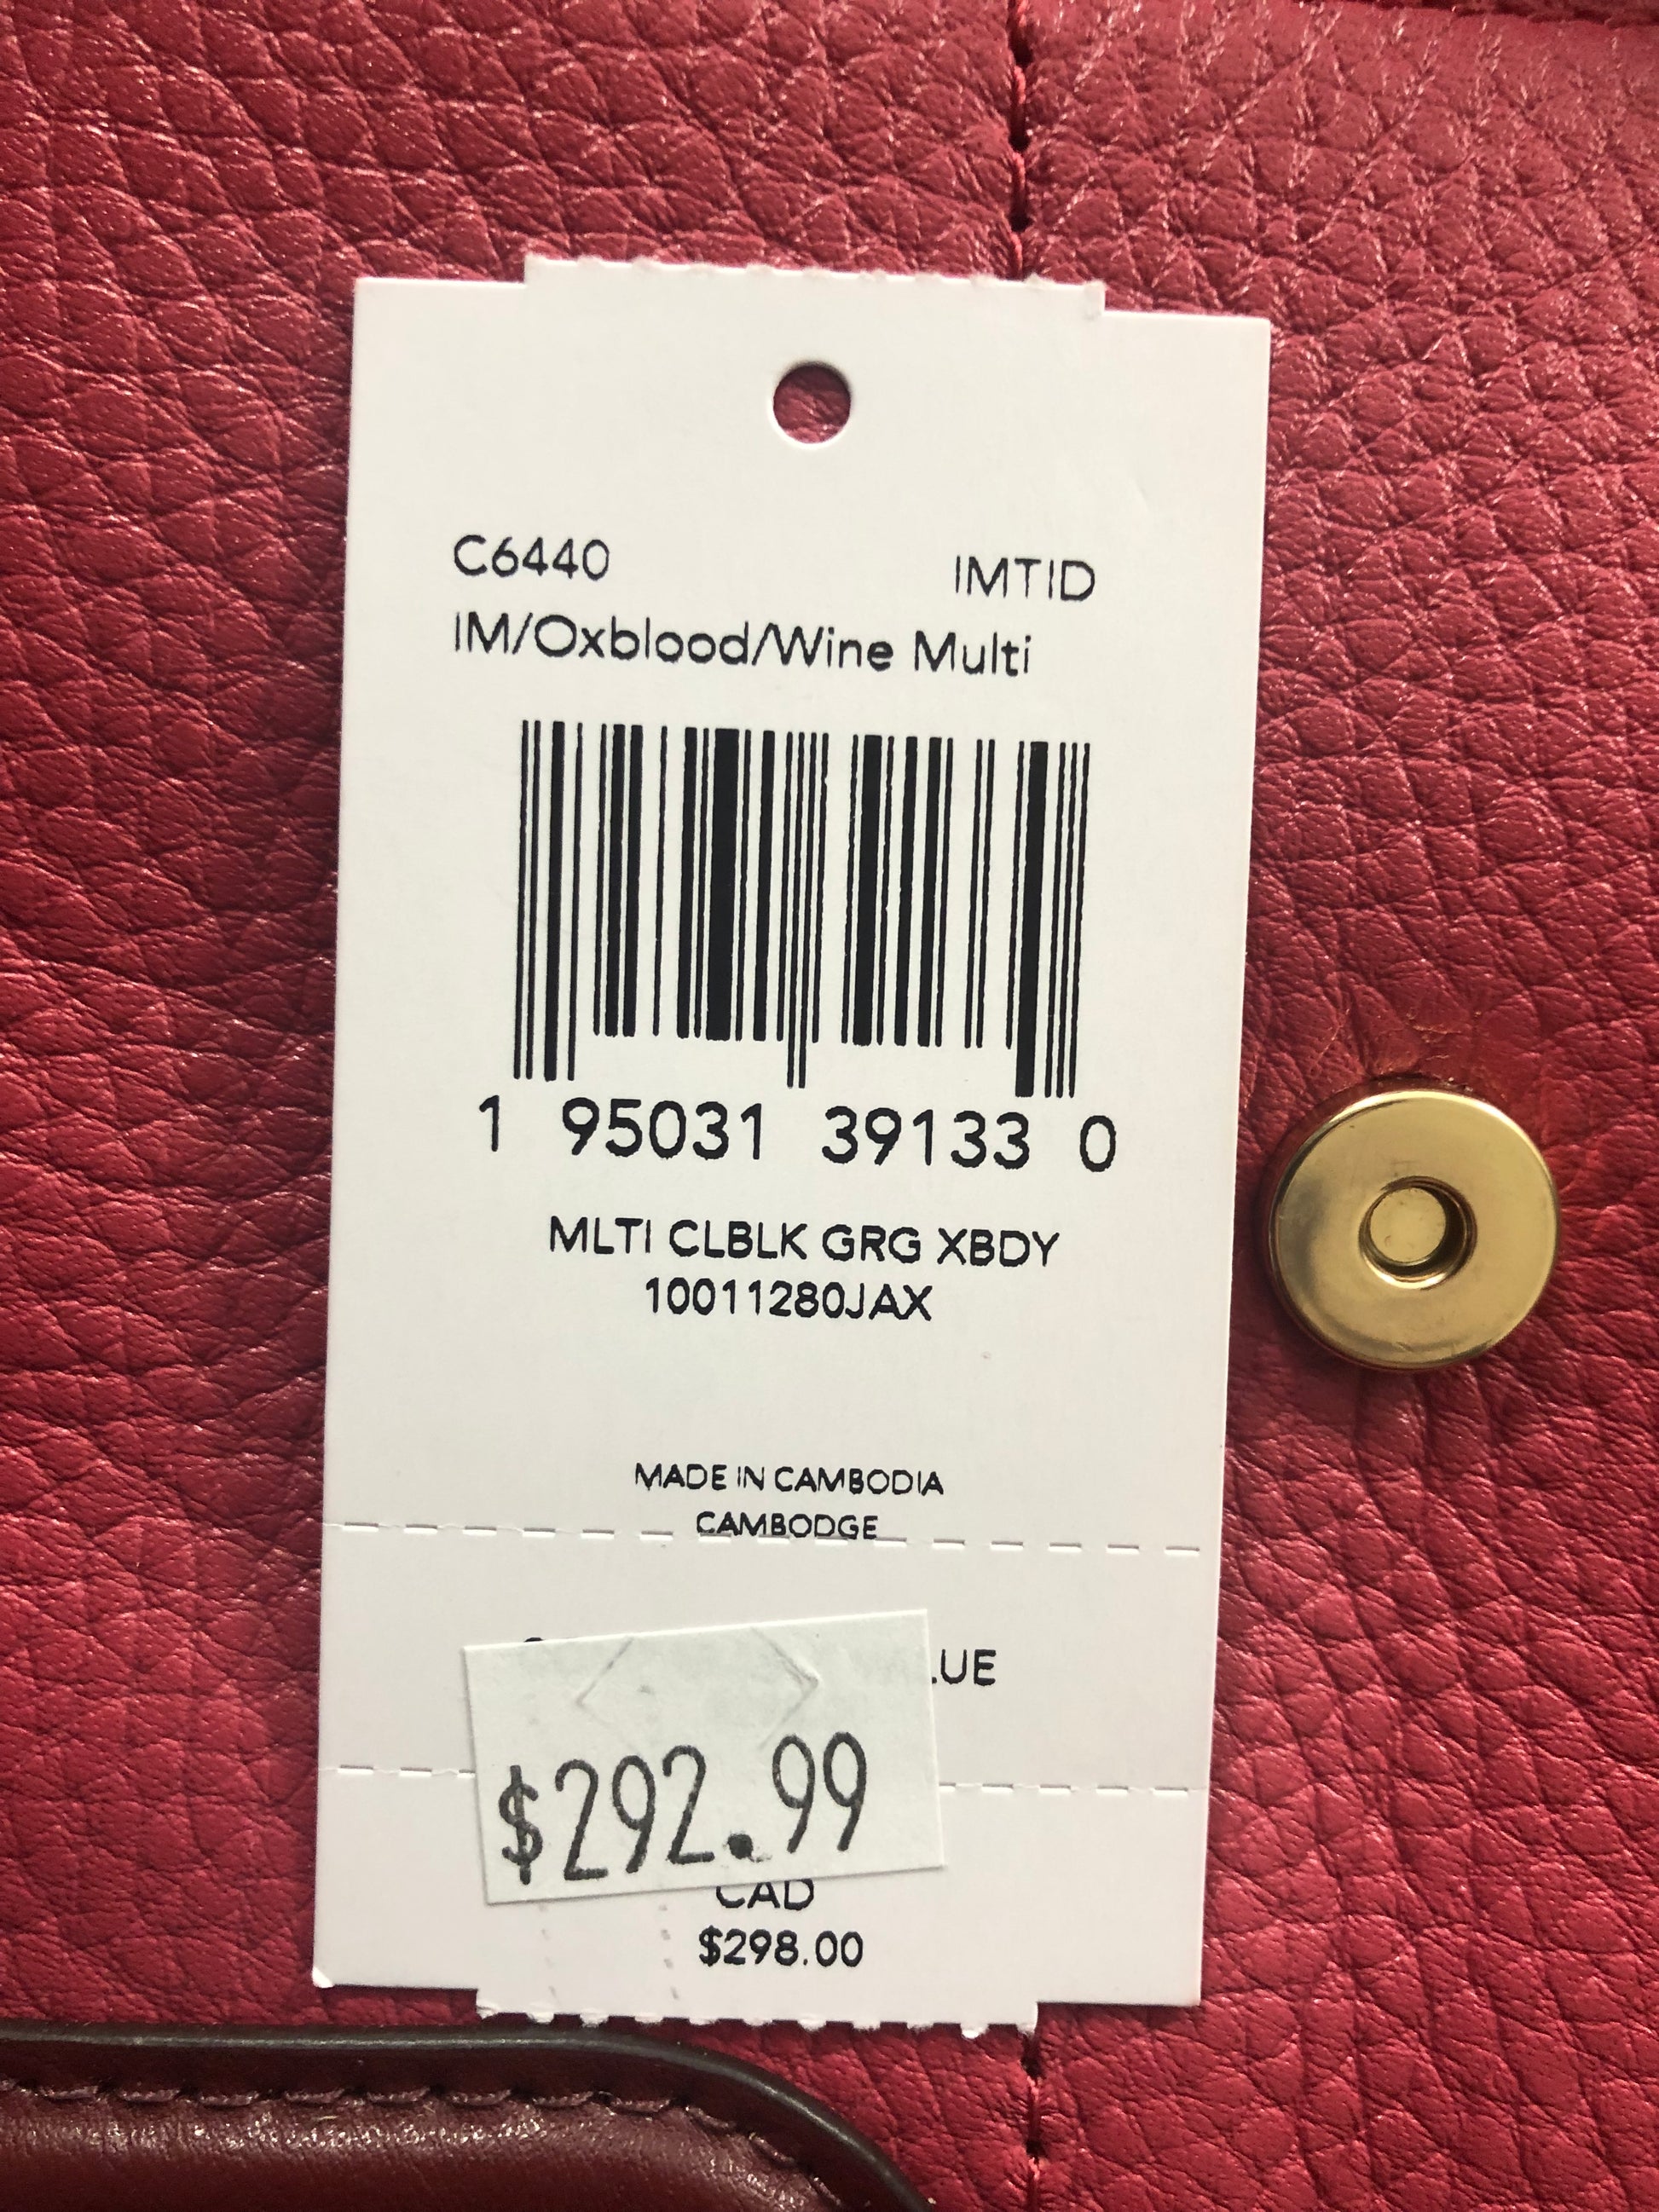 C6440 IMTID
IM/Oxblood/Wine Multi
1 95031 39133 0
MLTI CLBLK GRG XBDY
10011280JAX
MADE IN CAMBODIA
CAMBODGE
$292.99
CAD
$298.00